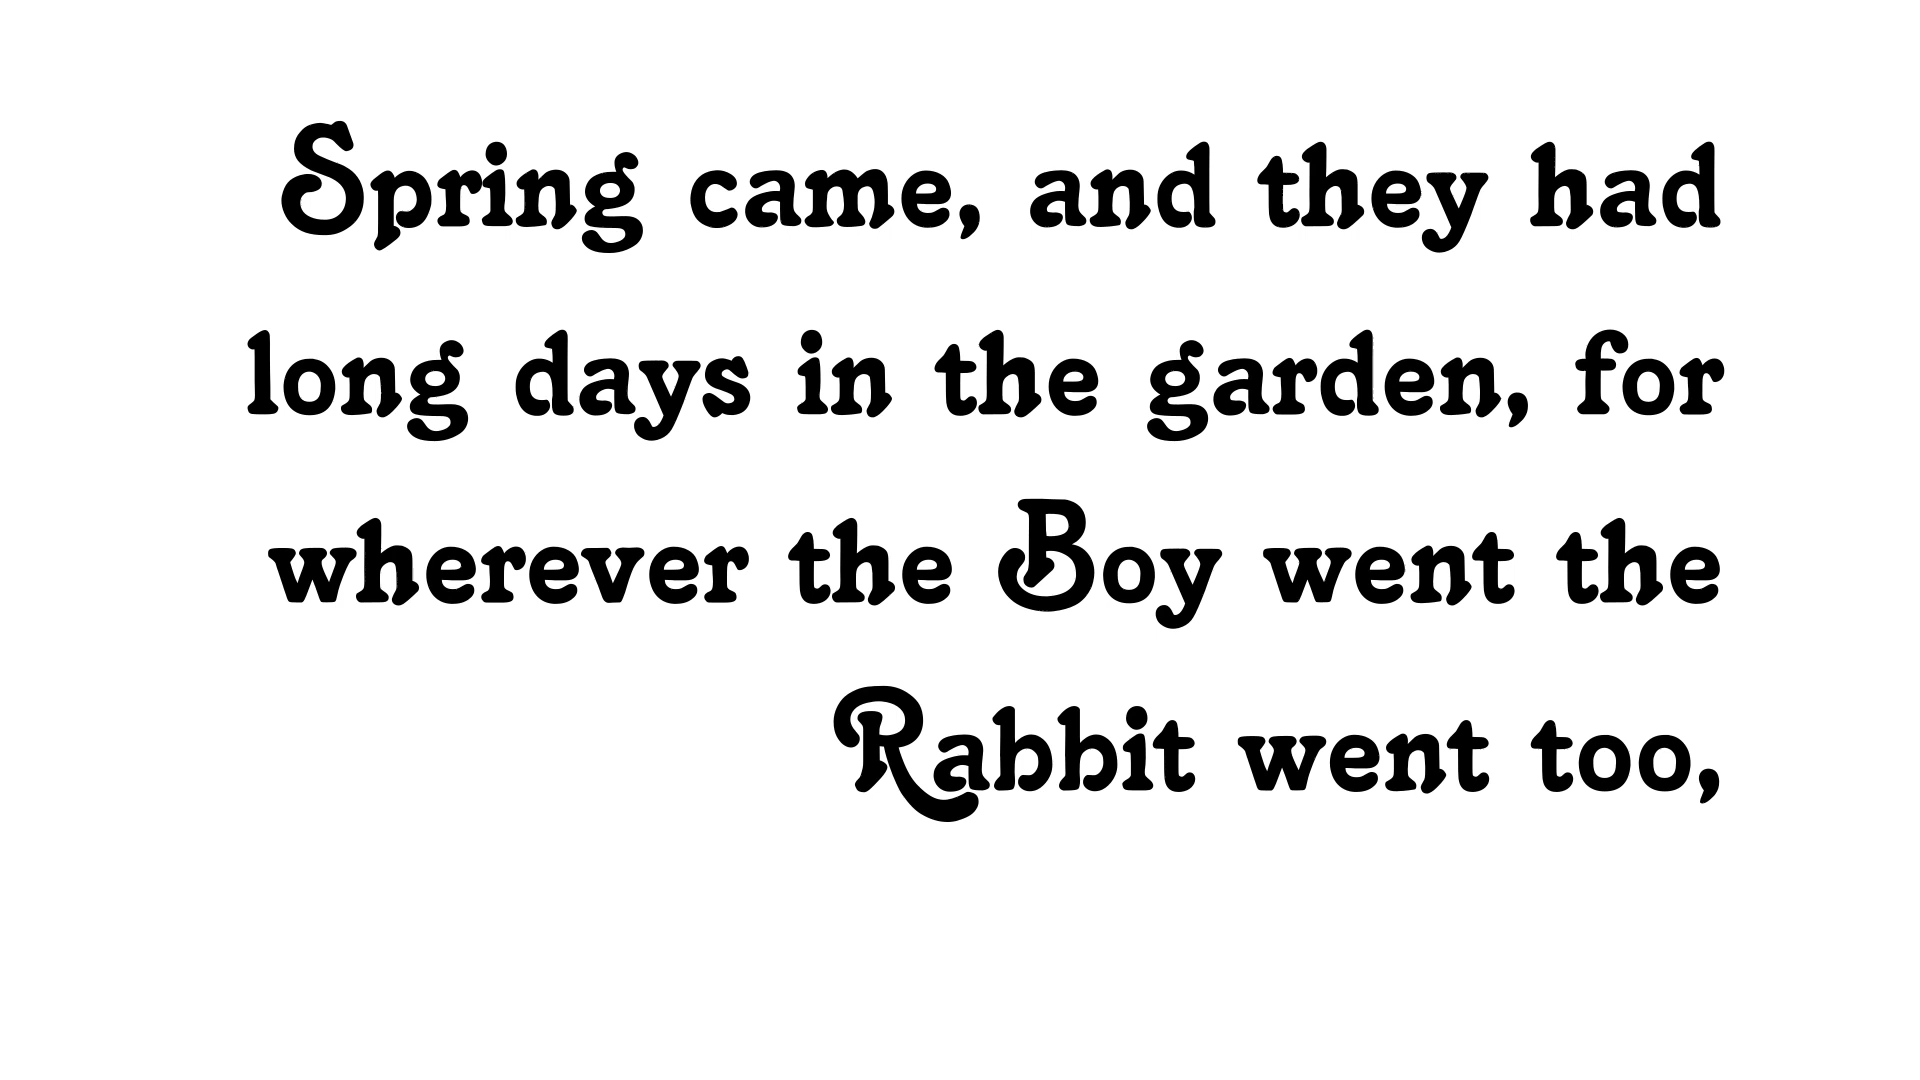 Spring came, and they had
long days in the garden, for
wherever the Boy went the
Rabbit went too,